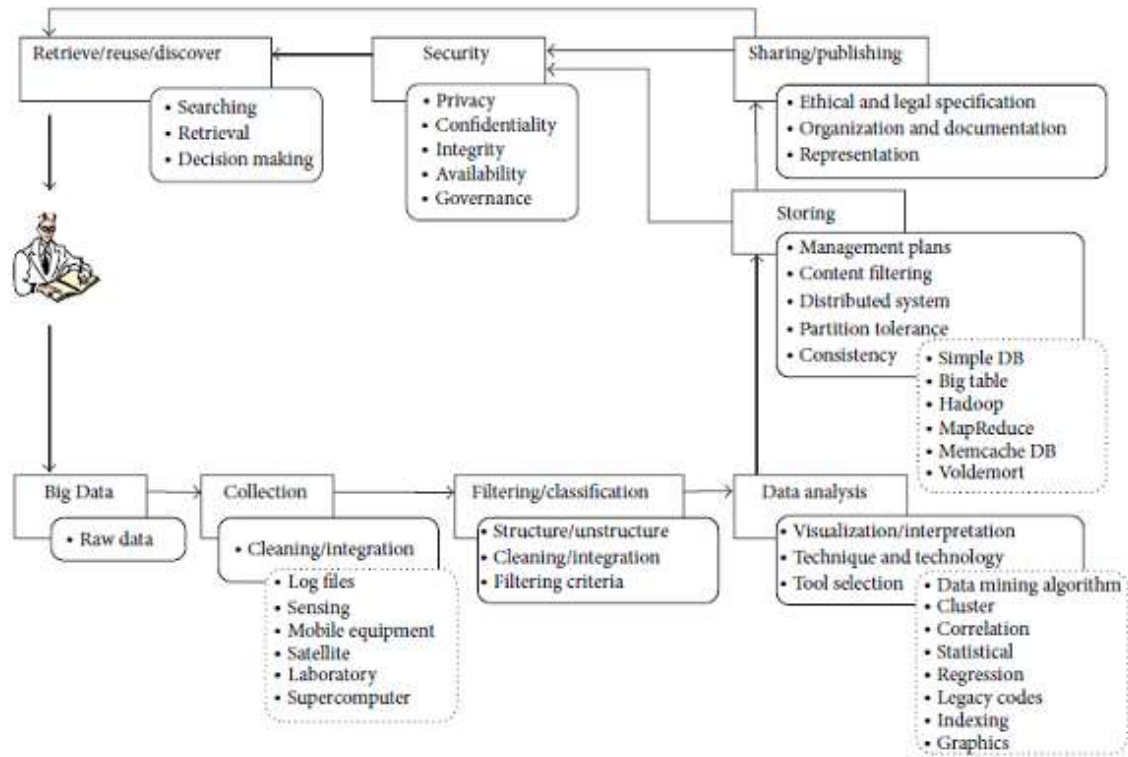 Retrieve/reuse/discover
• Searching
• Retrieval
• Decision making
Security
• Privacy
• Confidentiality
• Integrity
• Availability
• Governance
Sharing/publishing
• Ethical and legal specification
• Organization and documentation
• Representation
Storing
• Management plans
• Content filtering
• Distributed system
• Partition tolerance
• Consistency
• Simple DB
• Big table
• Hadoop
• MapReduce
• Memcache DB
• Voldemort
Big Data
• Raw data
Collection
• Cleaning/integration
• Log files
• Sensing
• Mobile equipment
• Satellite
• Laboratory
• Supercomputer
Filtering/classification
• Structure/unstructure
• Cleaning/integration
• Filtering criteria
Data analysis
• Visualization/interpretation
• Technique and technology
• Tool selection
• Data mining algorithm
• Cluster
• Correlation
• Statistical
• Regression
• Legacy codes
• Indexing
• Graphics